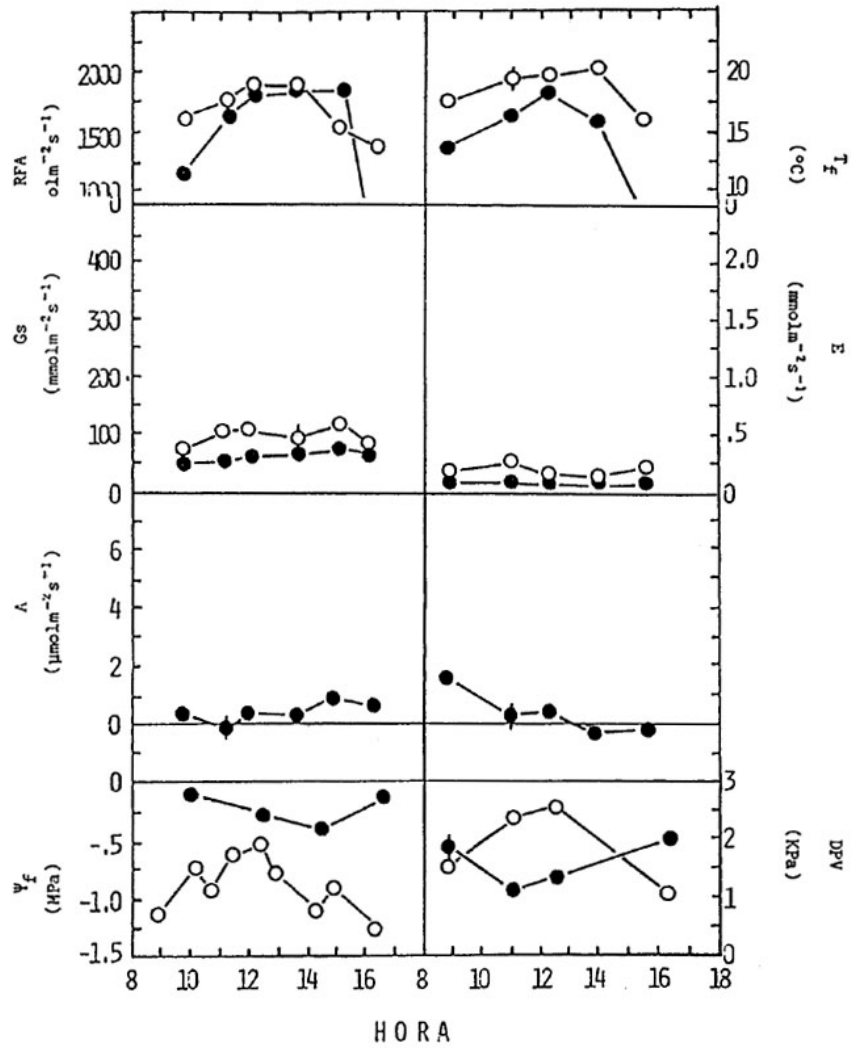 RFA
olm⁻²s⁻¹)
2000
1500
1000
0
20
15
10
0
T_f
(°C)
Gs
(mmolm⁻²s⁻¹)
400
300
200
100
0
2.0
1.5
1.0
.5
0
E
(mmolm⁻²s⁻¹)
A
(μmolm⁻²s⁻¹)
6
4
2
0
Ψ_f
(MPa)
0
-.5
-1.0
-1.5
3
2
1
0
DPV
(KPa)
8 10 12 14 16 8 10 12 14 16 18
HORA